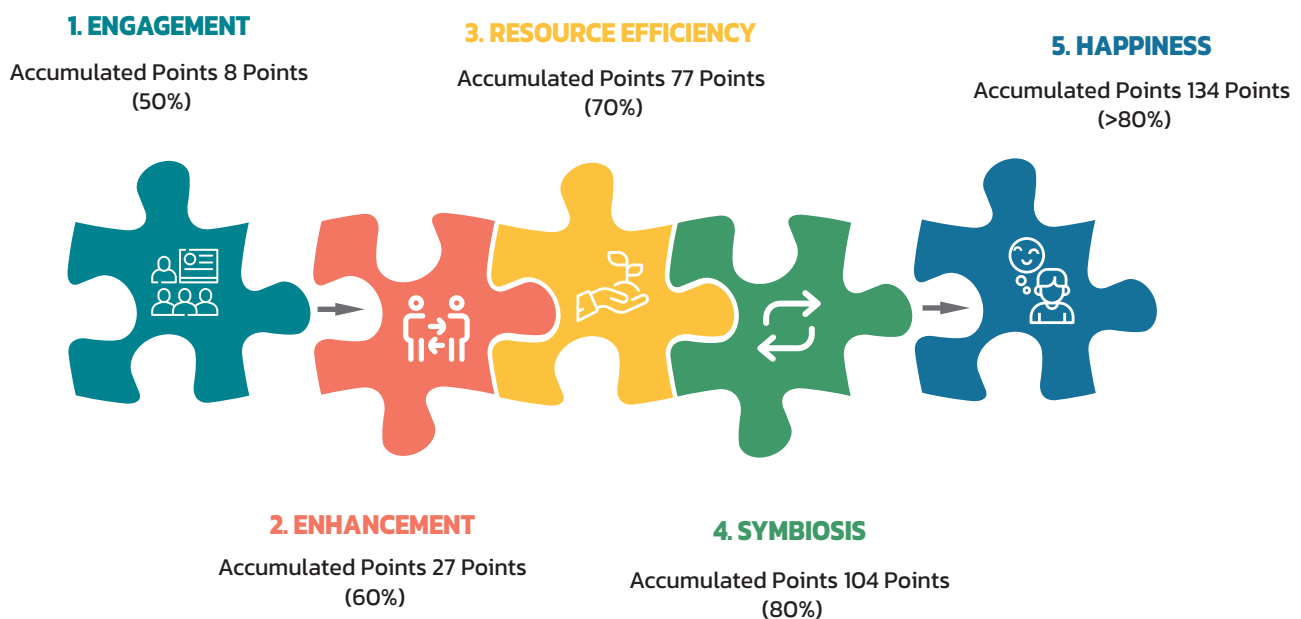 1. ENGAGEMENT
Accumulated Points 8 Points
(50%)
3. RESOURCE EFFICIENCY
Accumulated Points 77 Points
(70%)
5. HAPPINESS
Accumulated Points 134 Points
(>80%)
2. ENHANCEMENT
Accumulated Points 27 Points
(60%)
4. SYMBIOSIS
Accumulated Points 104 Points
(80%)